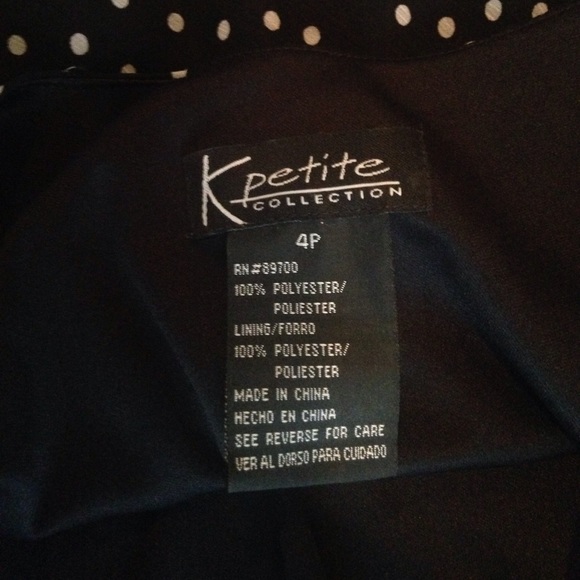 K petite
COLLECTION
4P
RN#89700
100% POLYESTER/
POLIESTER
LINING/FORRO
100% POLYESTER/
POLIESTER
MADE IN CHINA
HECHO EN CHINA
SEE REVERSE FOR CARE
VER AL DORSO PARA CUIDADO